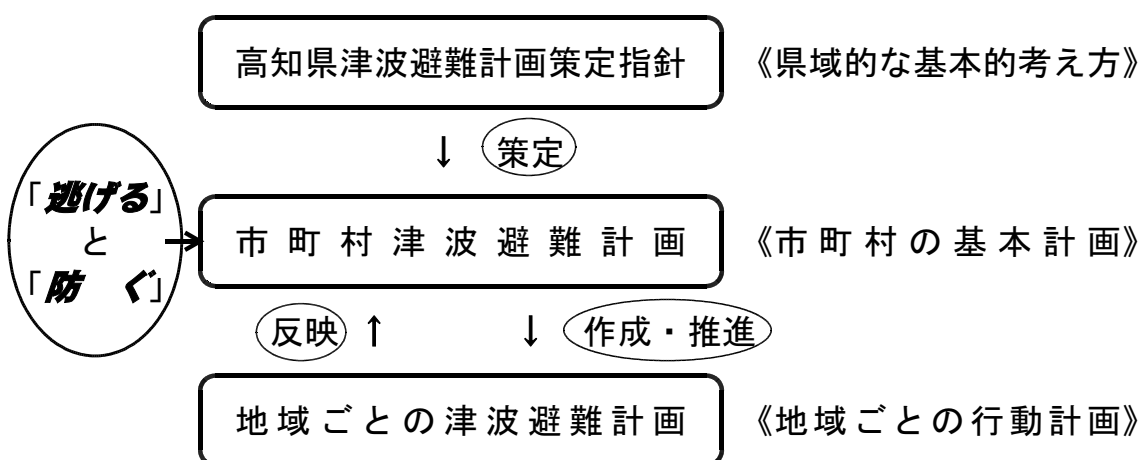 高知県津波避難計画策定指針 《県域的な基本的考え方》
↓ 策定
「逃げる」
と
「防ぐ」
→ 市町村津波避難計画 《市町村の基本計画》
反映 ↑ ↓ 作成・推進
地域ごとの津波避難計画 《地域ごとの行動計画》